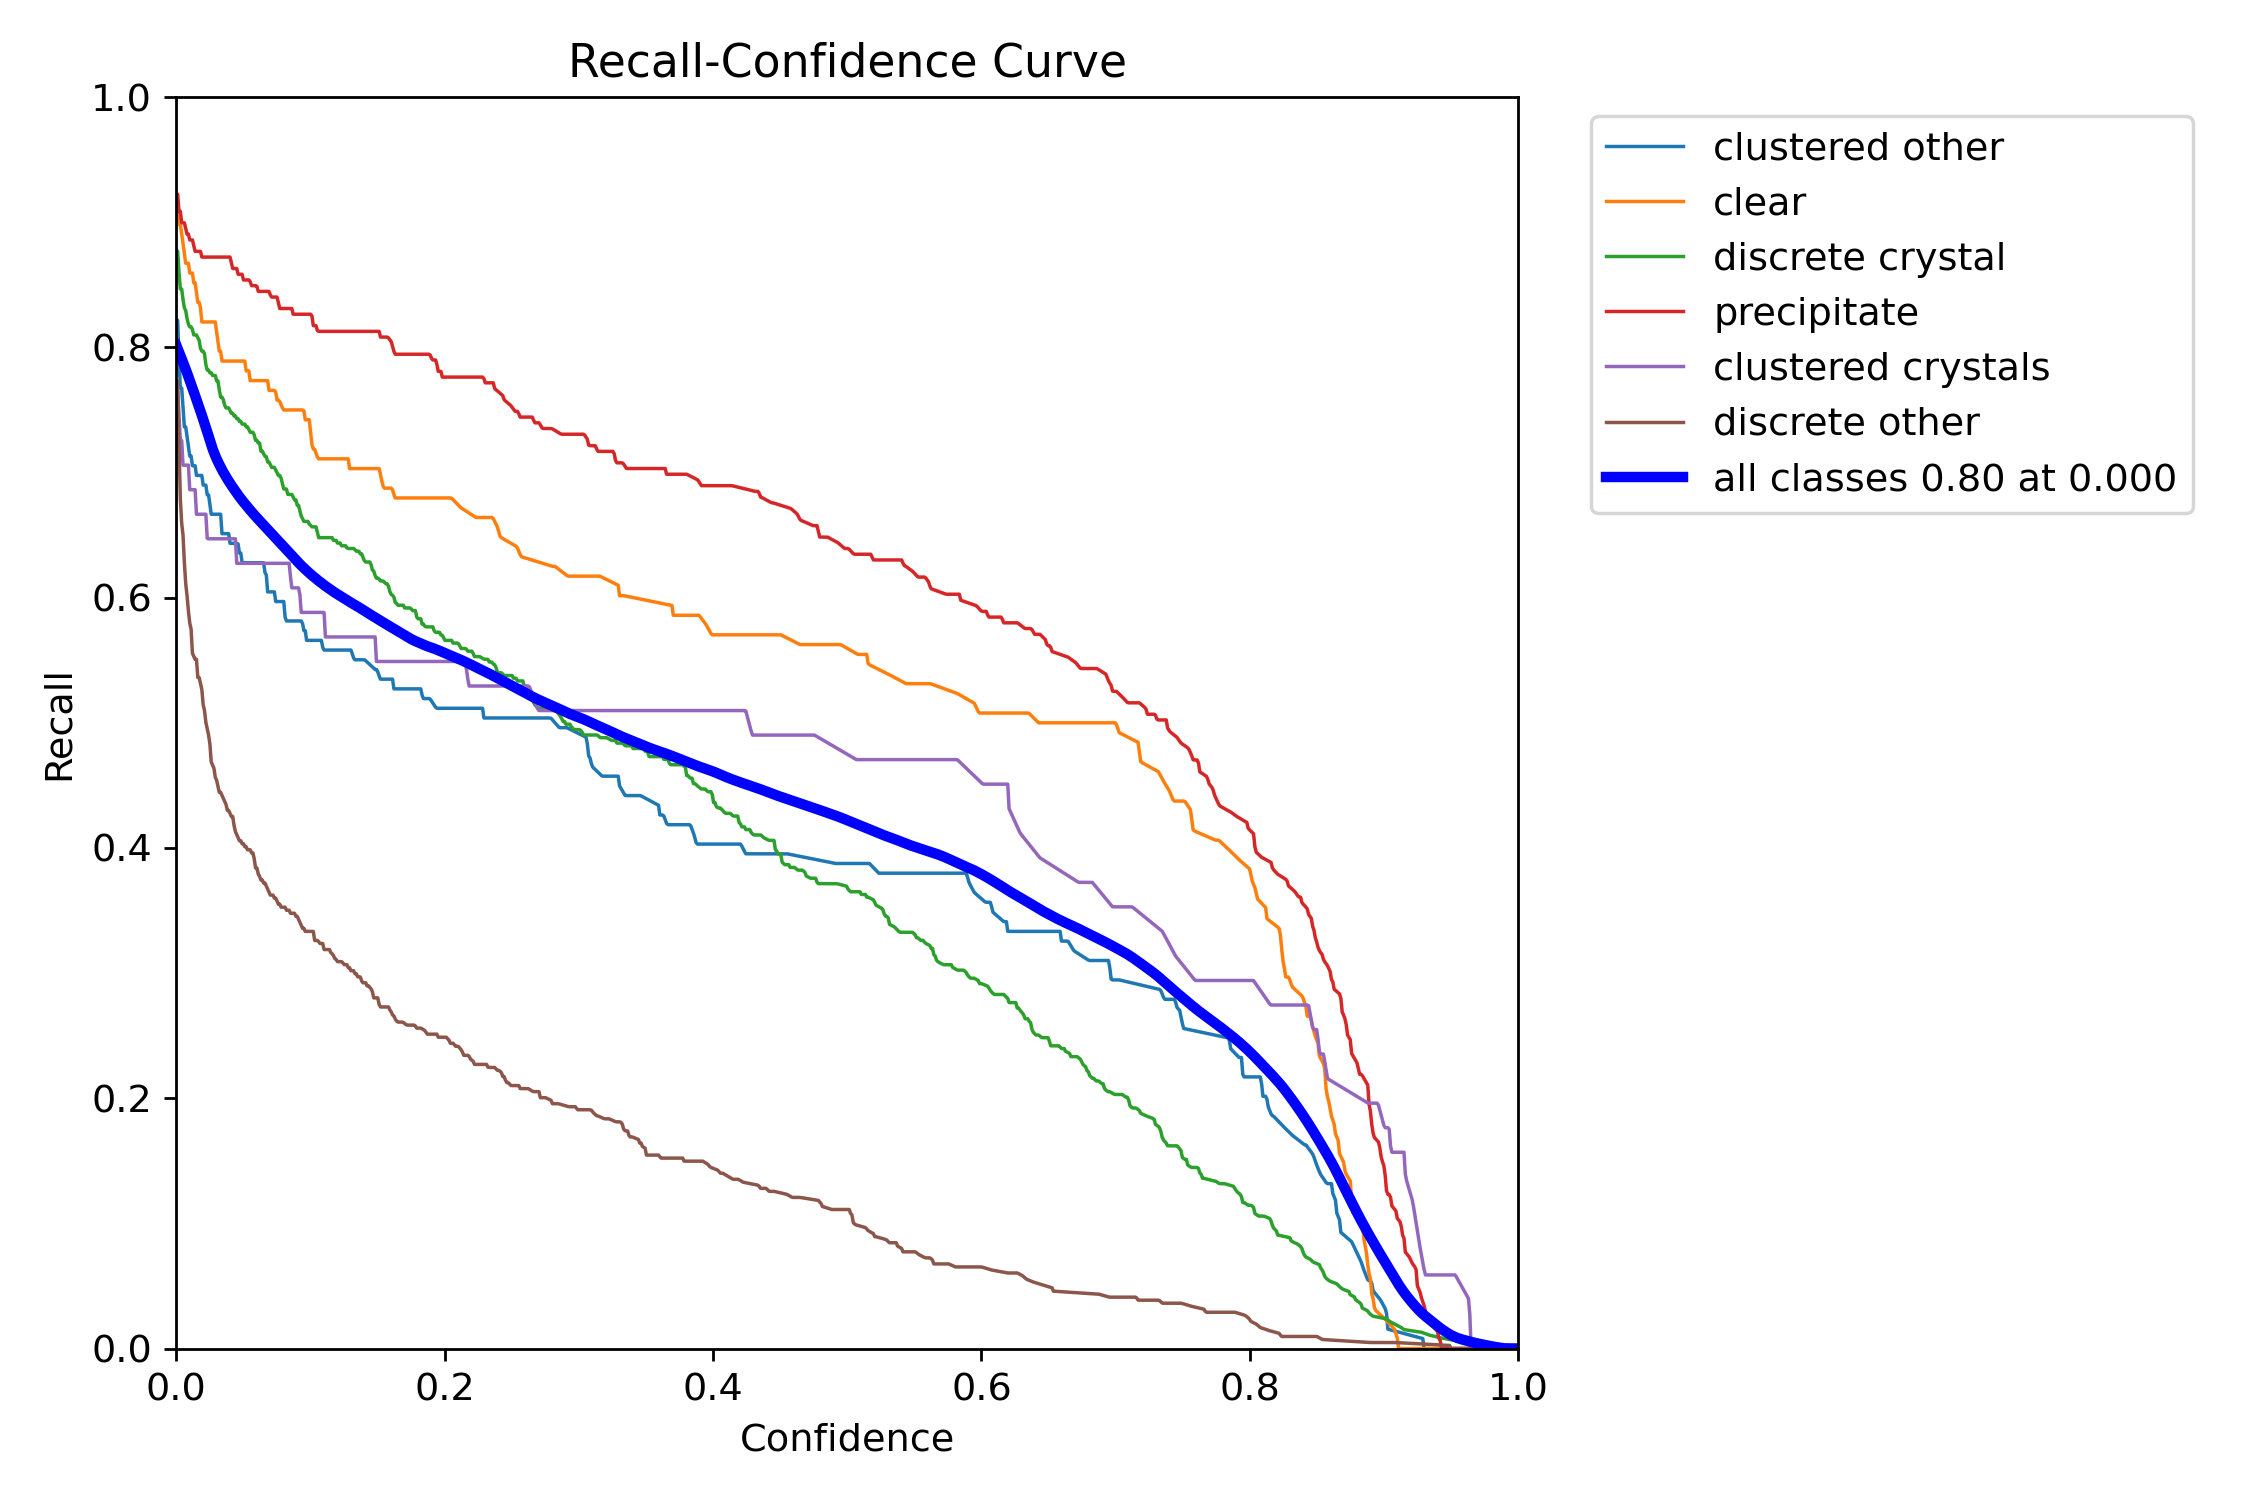 Recall-Confidence Curve
1.0
0.8
0.6
0.4
0.2
0.0
Recall
0.0 0.2 0.4 0.6 0.8 1.0
Confidence
clustered other
clear
discrete crystal
precipitate
clustered crystals
discrete other
all classes 0.80 at 0.000